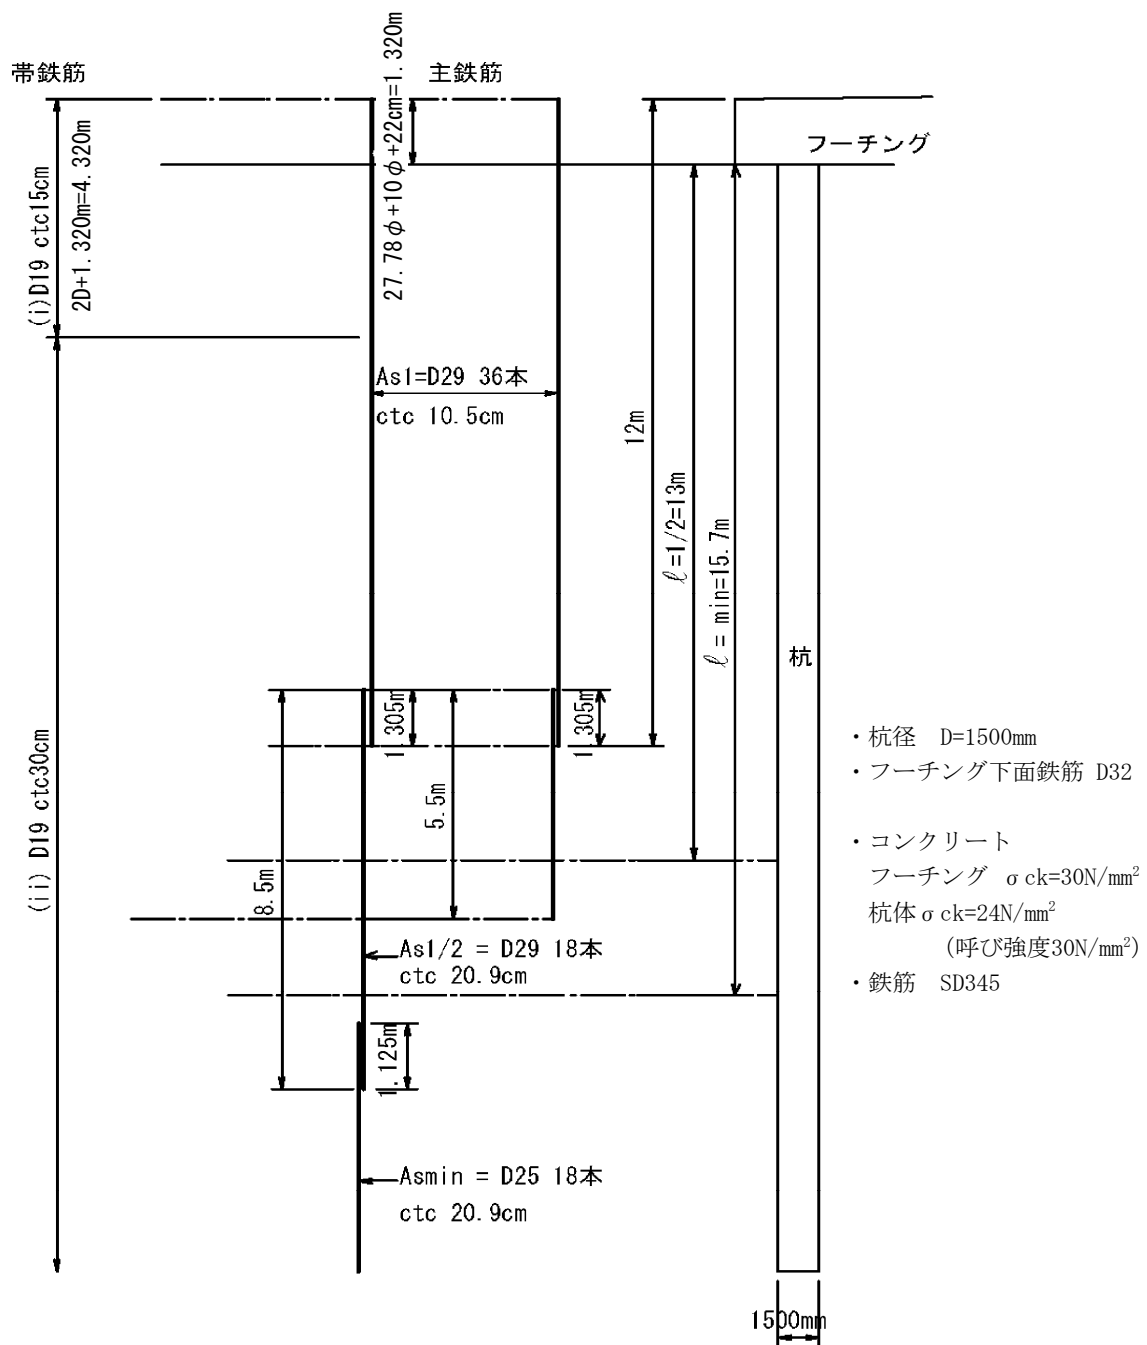 帯鉄筋
主鉄筋
フーチング
(i)D19 ctc15cm
2D+1.320m=4.320m
27.78φ+10φ+22cm=1.320m
As1=D29 36本
ctc 10.5cm
12m
ℓ=1/2=13m
ℓ= min=15.7m
杭
(ii) D19 ctc30cm
1.305m
1.305m
5.5m
8.5m
As1/2 = D29 18本
ctc 20.9cm
1.125m
Asmin = D25 18本
ctc 20.9cm
1500mm
・杭径 D=1500mm
・フーチング下面鉄筋 D32
・コンクリート
フーチング σck=30N/mm²
杭体σck=24N/mm²
(呼び強度30N/mm²)
・鉄筋 SD345